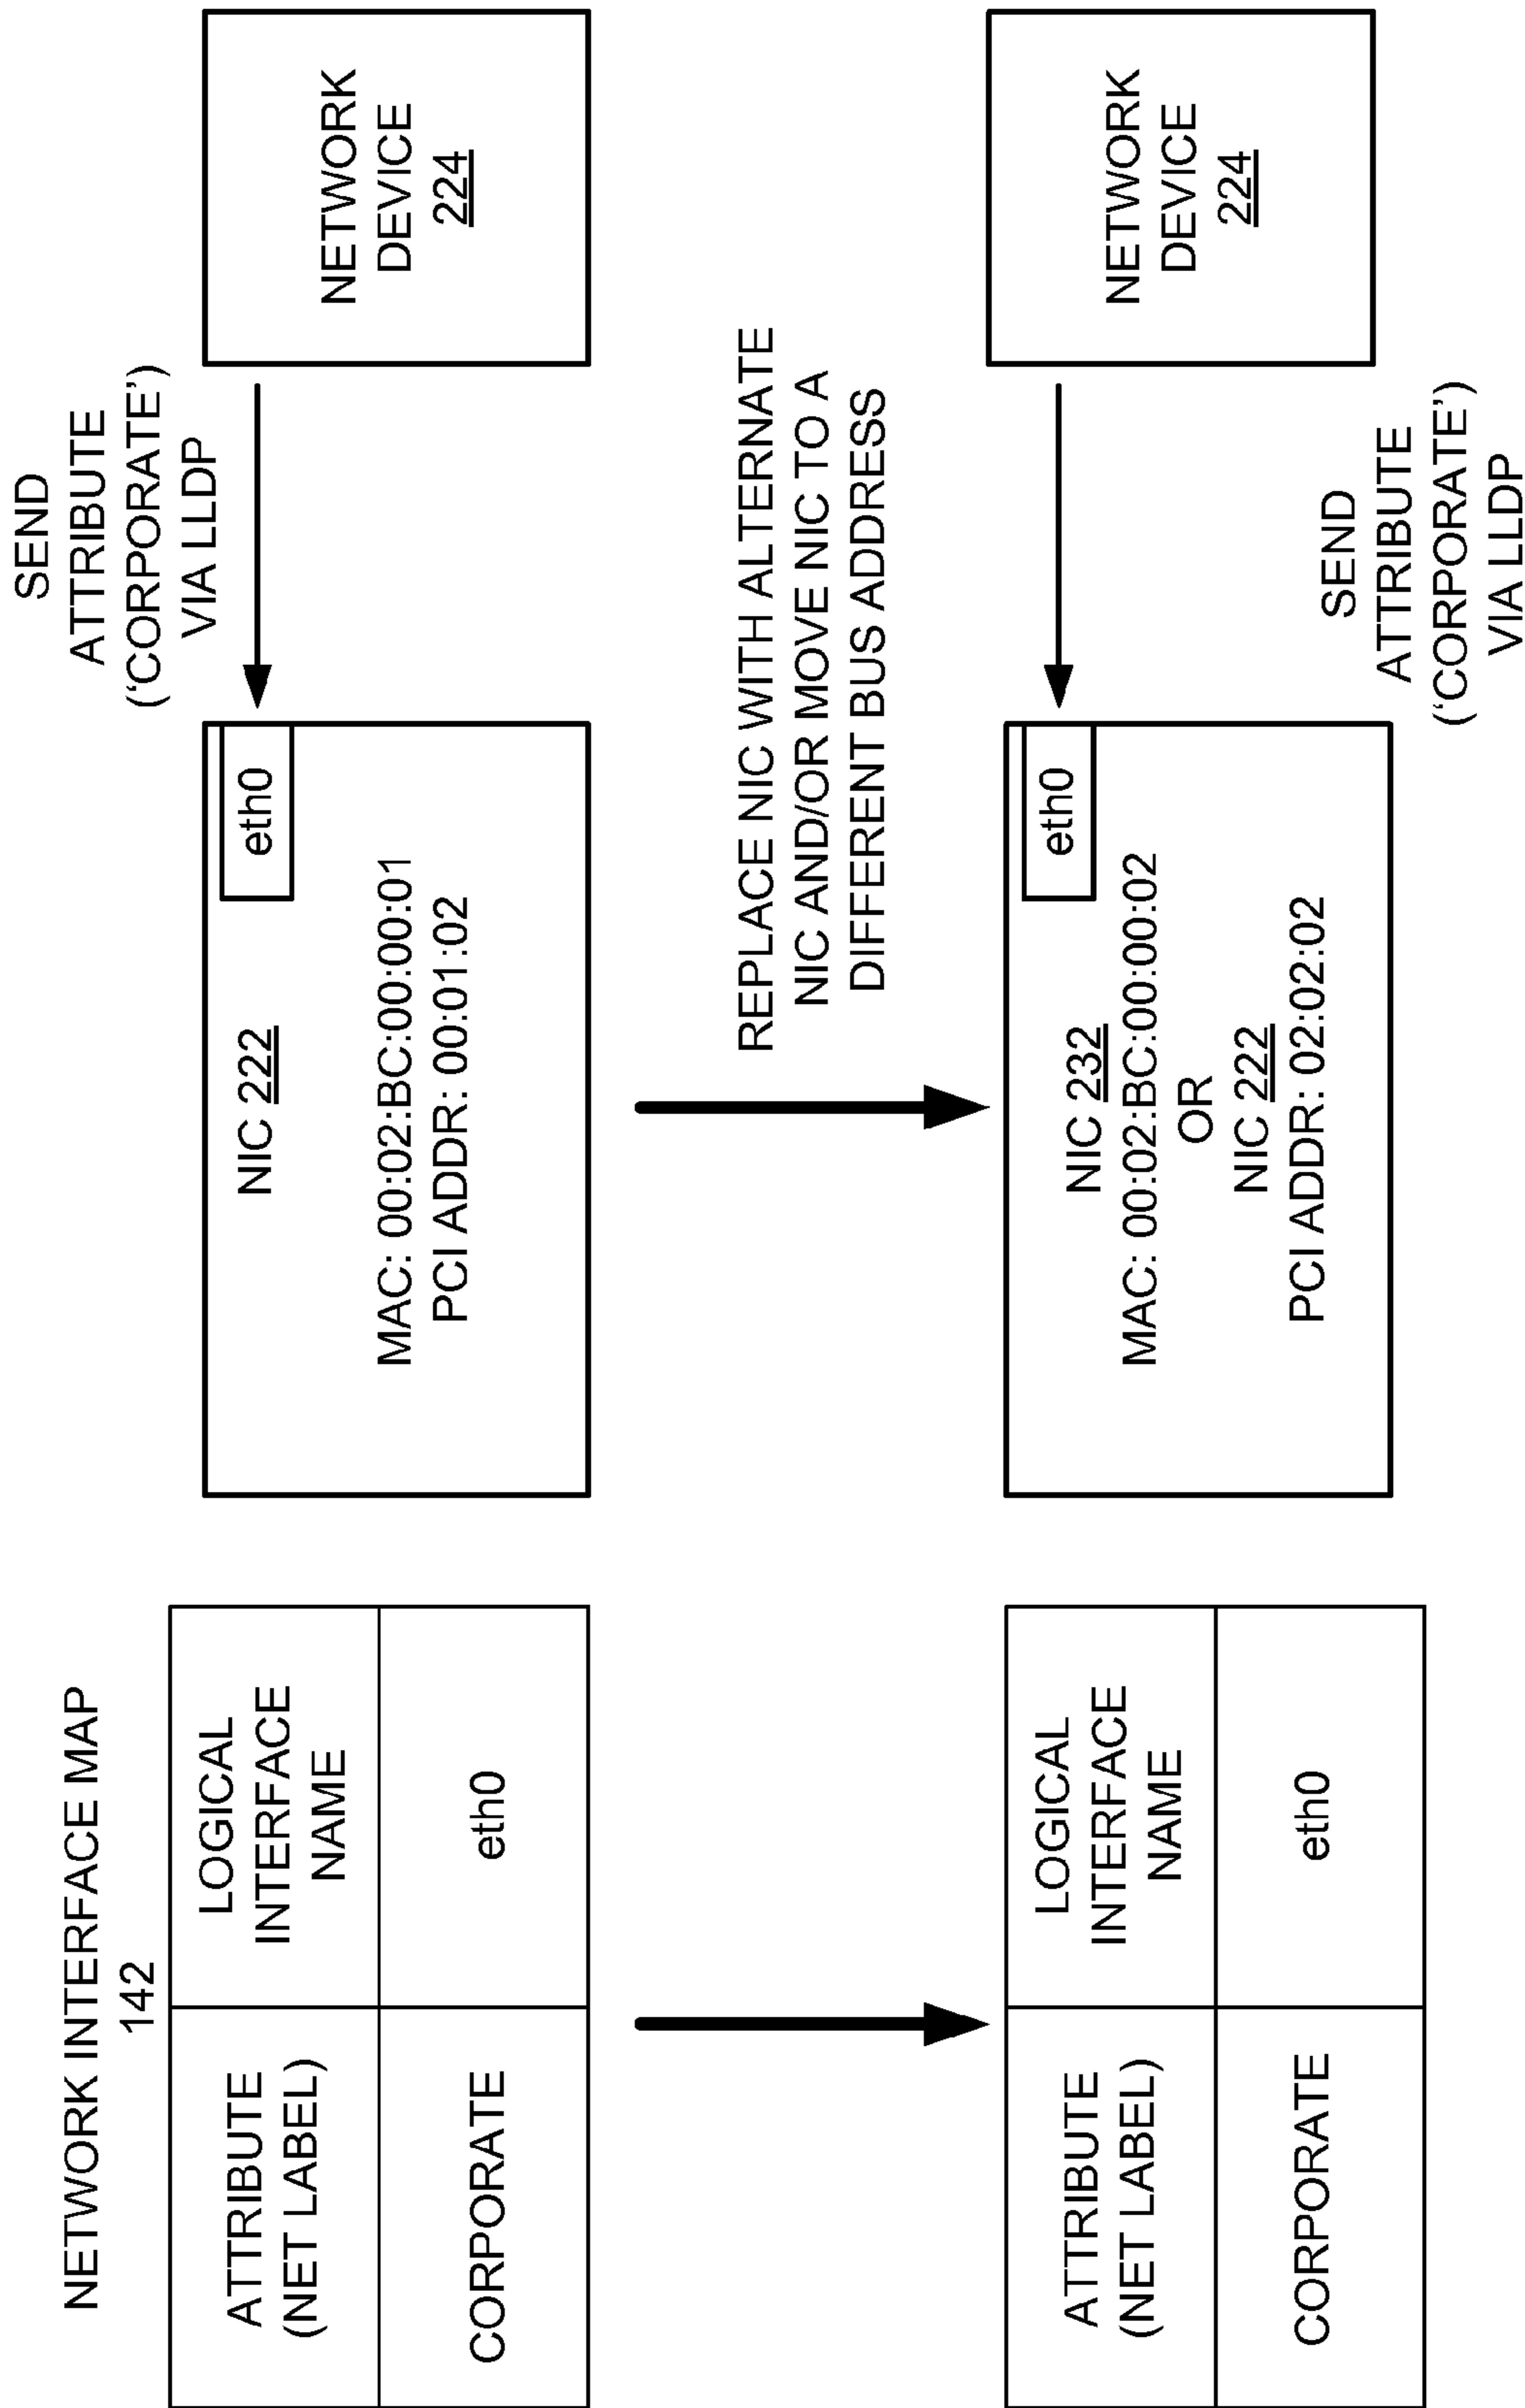 NETWORK INTERFACE MAP
142
ATTRIBUTE
(NET LABEL)
LOGICAL
INTERFACE
NAME
CORPORATE
eth0
NIC 222
eth0
MAC: 00:02:BC:00:00:01
PCI ADDR: 00:01:02
SEND
ATTRIBUTE
(‘CORPORATE’)
VIA LLDP
NETWORK
DEVICE
224
REPLACE NIC WITH ALTERNATE
NIC AND/OR MOVE NIC TO A
DIFFERENT BUS ADDRESS
ATTRIBUTE
(NET LABEL)
LOGICAL
INTERFACE
NAME
CORPORATE
eth0
NIC 232
eth0
MAC: 00:02:BC:00:00:02
OR
NIC 222
PCI ADDR: 02:02:02
NETWORK
DEVICE
224
SEND
ATTRIBUTE
(‘CORPORATE’)
VIA LLDP